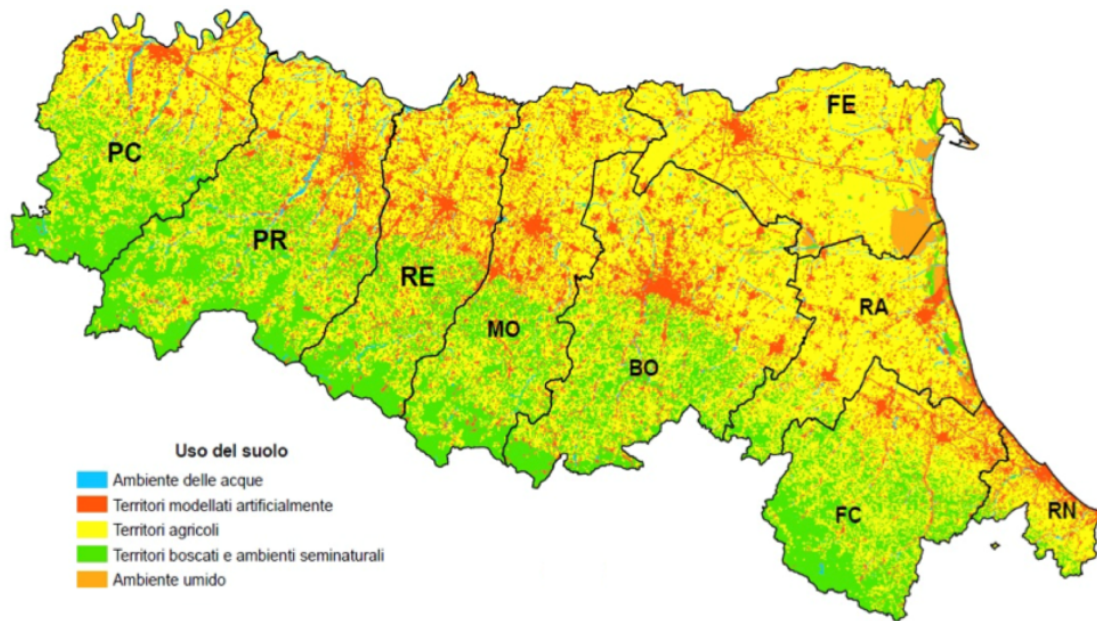 FE
PC
PR
RE
RA
MO
BO
FC
RN
Uso del suolo
Ambiente delle acque
Territori modellati artificialmente
Territori agricoli
Territori boscati e ambienti seminaturali
Ambiente umido